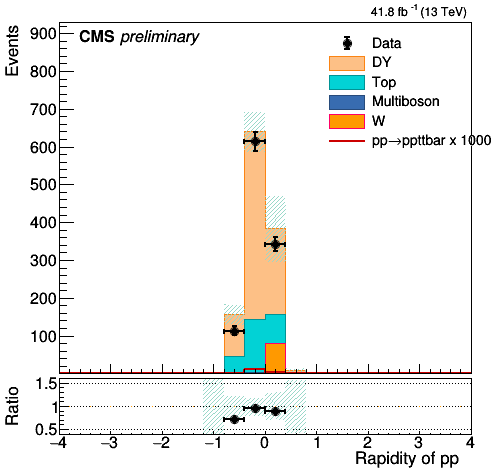 41.8 fb⁻¹ (13 TeV)
CMS preliminary
Events
900
800
700
600
500
400
300
200
100
Data
DY
Top
Multiboson
W
pp→ppttbar x 1000
Ratio
1.5
1
0.5
−4 −3 −2 −1 0 1 2 3 4
Rapidity of pp